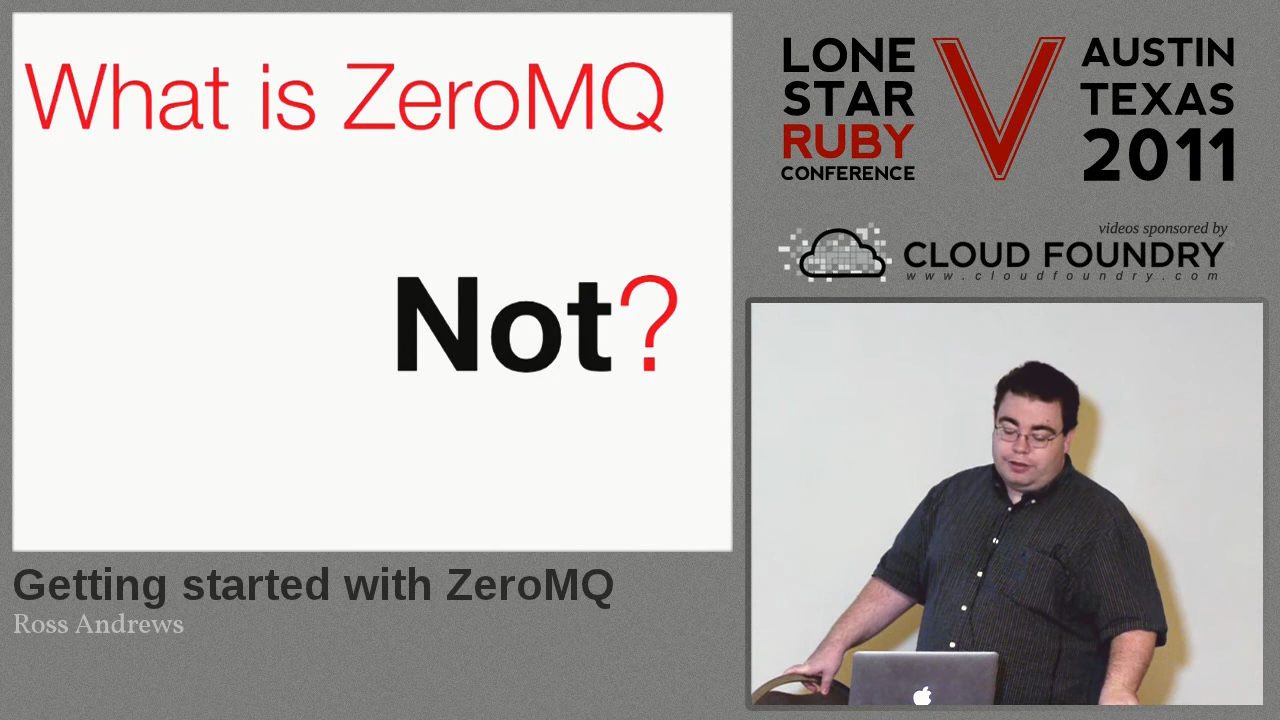 What is ZeroMQ
Not?
Getting started with ZeroMQ
Ross Andrews
LONE
STAR
RUBY
CONFERENCE
V
AUSTIN
TEXAS
2011
videos sponsored by
CLOUD FOUNDRY
www.cloudfoundry.com